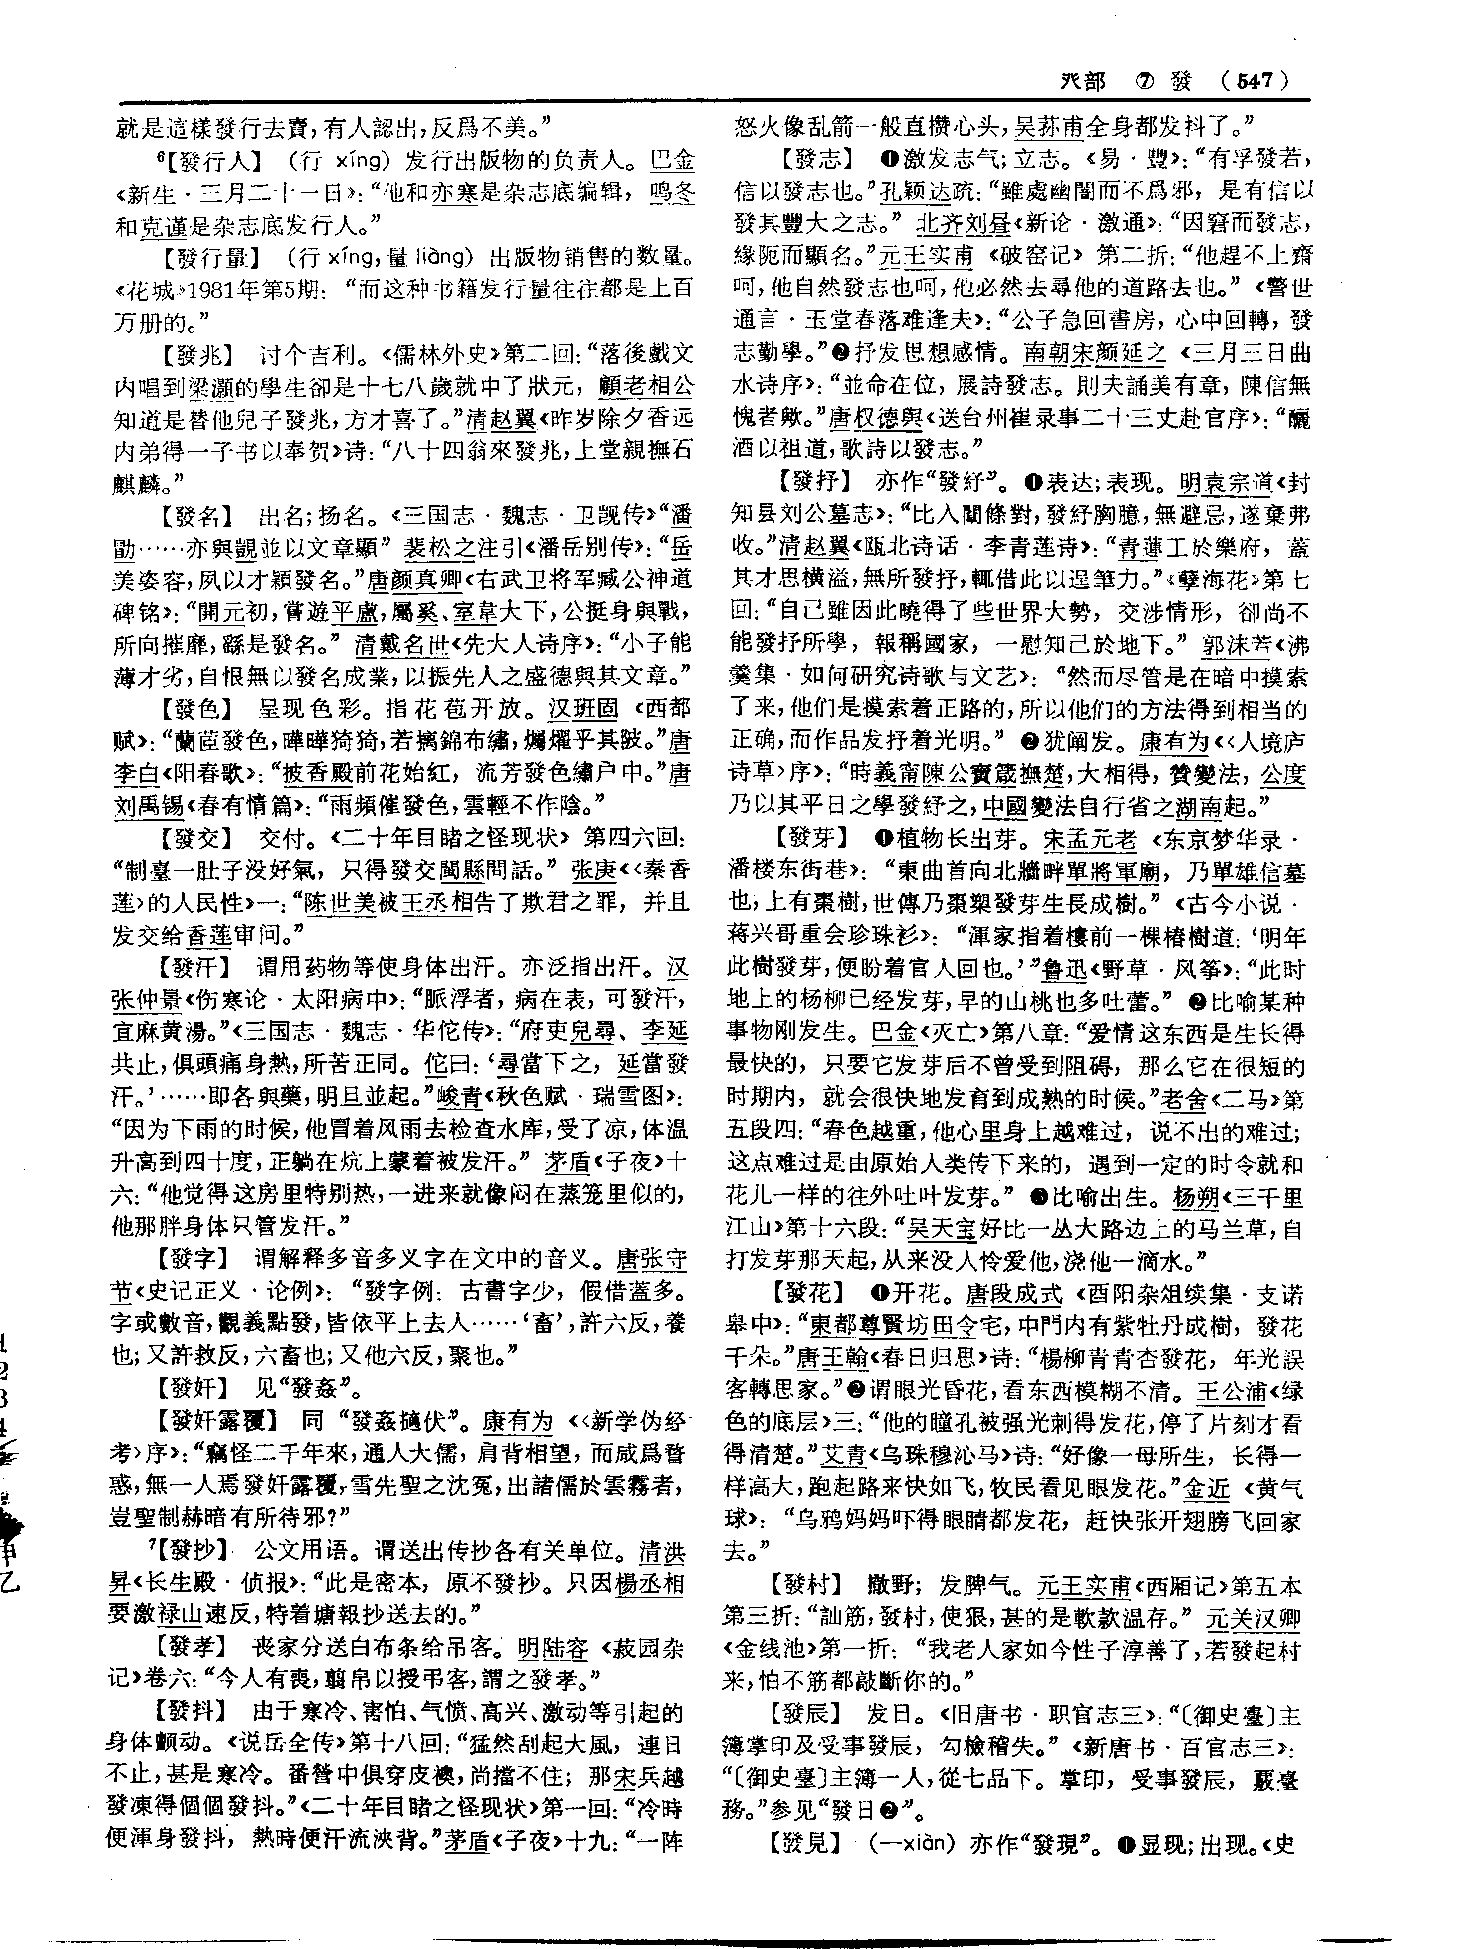 癶部 ⑦ 發 （547）
就是這樣發行去賣，有人認出，反爲不美。”
⁶【發行人】（行 xíng）发行出版物的负责人。巴金
《新生·三月二十一日》：“他和亦寒是杂志底编辑，鸣冬
和克谨是杂志底发行人。”
【發行量】（行 xíng，量 liàng）出版物销售的数量。
《花城》1981年第5期：“而这种书籍发行量往往都是上百
万册的。”
【發兆】 讨个吉利。《儒林外史》第二回：“落後戲文
内唱到梁灝的學生卻是十七八歲就中了狀元，顧老相公
知道是替他兒子發兆，方才喜了。”清赵翼《昨岁除夕香远
内弟得一子书以奉贺》诗：“八十四翁來發兆，上堂親撫石
麒麟。”
【發名】 出名；扬名。《三国志·魏志·卫觊传》“潘
勖……亦與覬並以文章顯”裴松之注引《潘岳别传》：“岳
美姿容，夙以才穎發名。”唐颜真卿《右武卫将军臧公神道
碑铭》：“開元初，嘗遊平盧，屬奚、室韋大下，公挺身與戰，
所向摧靡，繇是發名。”清戴名世《先大人诗序》：“小子能
薄才劣，自恨無以發名成業，以振先人之盛德與其文章。”
【發色】 呈现色彩。指花苞开放。汉班固《西都
赋》：“蘭茝發色，曄曄猗猗，若摛錦布繡，爥燿乎其陂。”唐
李白《阳春歌》：“披香殿前花始紅，流芳發色繡户中。”唐
刘禹锡《春有情篇》：“雨頻催發色，雲輕不作陰。”
【發交】 交付。《二十年目睹之怪现状》第四六回：
“制臺一肚子没好氣，只得發交閩縣問話。”张庚《〈秦香
莲〉的人民性》一：“陈世美被王丞相告了欺君之罪，并且
发交给香莲审问。”
【發汗】 谓用药物等使身体出汗。亦泛指出汗。汉
张仲景《伤寒论·太阳病中》：“脈浮者，病在表，可發汗，
宜麻黄湯。”《三国志·魏志·华佗传》：“府吏兒尋、李延
共止，俱頭痛身熱，所苦正同。佗曰：‘尋當下之，延當發
汗。’……即各與藥，明旦並起。”峻青《秋色赋·瑞雪图》：
“因为下雨的时候，他冒着风雨去检查水库，受了凉，体温
升高到四十度，正躺在炕上蒙着被发汗。”茅盾《子夜》十
六：“他觉得这房里特别热，一进来就像闷在蒸笼里似的，
他那胖身体只管发汗。”
【發字】 谓解释多音多义字在文中的音义。唐张守
节《史记正义·论例》：“發字例：古書字少，假借蓋多。
字或數音，觀義點發，皆依平上去入……‘畜’，許六反，養
也；又許救反，六畜也；又他六反，聚也。”
【發奸】 见“發姦”。
【發奸露覆】 同“發姦擿伏”。康有为《〈新学伪经
考〉序》：“竊怪二千年來，通人大儒，肩背相望，而咸爲瞀
惑，無一人焉發奸露覆，雪先聖之沈冤，出諸儒於雲霧者，
豈聖制赫暗有所待邪？”
⁷【發抄】 公文用语。谓送出传抄各有关单位。清洪
昇《长生殿·侦报》：“此是密本，原不發抄。只因楊丞相
要激禄山速反，特着塘報抄送去的。”
【發孝】 丧家分送白布条给吊客。明陆容《菽园杂
记》卷六：“今人有喪，翦帛以授弔客，謂之發孝。”
【發抖】 由于寒冷、害怕、气愤、高兴、激动等引起的
身体颤动。《说岳全传》第十八回：“猛然刮起大風，連日
不止，甚是寒冷。番營中俱穿皮襖，尚擋不住；那宋兵越
發凍得個個發抖。”《二十年目睹之怪现状》第一回：“冷時
便渾身發抖，熱時便汗流浹背。”茅盾《子夜》十九：“一阵
怒火像乱箭一般直攒心头，吴荪甫全身都发抖了。”
【發志】 ❶激发志气；立志。《易·豐》：“有孚發若，
信以發志也。”孔颖达疏：“雖處幽闇而不爲邪，是有信以
發其豐大之志。”北齐刘昼《新论·激通》：“因窘而發志，
緣阨而顯名。”元王实甫《破窑记》第二折：“他趕不上齋
呵，他自然發志也呵，他必然去尋他的道路去也。”《警世
通言·玉堂春落难逢夫》：“公子急回書房，心中回轉，發
志勤學。”❷抒发思想感情。南朝宋颜延之《三月三日曲
水诗序》：“並命在位，展詩發志。則夫誦美有章，陳信無
愧者歟。”唐权德舆《送台州崔录事二十三丈赴官序》：“釃
酒以祖道，歌詩以發志。”
【發抒】 亦作“發紓”。❶表达；表现。明袁宗道《封
知县刘公墓志》：“比入闈條對，發紓胸臆，無避忌，遂棄弗
收。”清赵翼《瓯北诗话·李青莲诗》：“青蓮工於樂府，蓋
其才思横溢，無所發抒，輒借此以逞筆力。”《孽海花》第七
回：“自己雖因此曉得了些世界大勢，交涉情形，卻尚不
能發抒所學，報稱國家，一慰知己於地下。”郭沫若《沸
羹集·如何研究诗歌与文艺》：“然而尽管是在暗中摸索
了来，他们是摸索着正路的，所以他们的方法得到相当的
正确，而作品发抒着光明。”❷犹阐发。康有为《〈人境庐
诗草〉序》：“時義甯陳公寶箴撫楚，大相得，贊變法，公度
乃以其平日之學發紓之，中國變法自行省之湖南起。”
【發芽】 ❶植物长出芽。宋孟元老《东京梦华录·
潘楼东街巷》：“東曲首向北牆畔單將軍廟，乃單雄信墓
也，上有棗樹，世傳乃棗槊發芽生長成樹。”《古今小说·
蒋兴哥重会珍珠衫》：“渾家指着樓前一棵椿樹道：‘明年
此樹發芽，便盼着官人回也。’”鲁迅《野草·风筝》：“此时
地上的杨柳已经发芽，早的山桃也多吐蕾。”❷比喻某种
事物刚发生。巴金《灭亡》第八章：“爱情这东西是生长得
最快的，只要它发芽后不曾受到阻碍，那么它在很短的
时期内，就会很快地发育到成熟的时候。”老舍《二马》第
五段四：“春色越重，他心里身上越难过，说不出的难过；
这点难过是由原始人类传下来的，遇到一定的时令就和
花儿一样的往外吐叶发芽。”❸比喻出生。杨朔《三千里
江山》第十六段：“吴天宝好比一丛大路边上的马兰草，自
打发芽那天起，从来没人怜爱他，浇他一滴水。”
【發花】 ❶开花。唐段成式《酉阳杂俎续集·支诺
皋中》：“東都尊賢坊田令宅，中門内有紫牡丹成樹，發花
千朵。”唐王翰《春日归思》诗：“楊柳青青杏發花，年光誤
客轉思家。”❷谓眼光昏花，看东西模糊不清。王公浦《绿
色的底层》三：“他的瞳孔被强光刺得发花，停了片刻才看
得清楚。”艾青《乌珠穆沁马》诗：“好像一母所生，长得一
样高大，跑起路来快如飞，牧民看见眼发花。”金近《黄气
球》：“乌鸦妈妈吓得眼睛都发花，赶快张开翅膀飞回家
去。”
【發村】 撒野；发脾气。元王实甫《西厢记》第五本
第三折：“訕筋，發村，使狠，甚的是軟款温存。”元关汉卿
《金线池》第一折：“我老人家如今性子淳善了，若發起村
来，怕不筋都敲斷你的。”
【發辰】 发日。《旧唐书·职官志三》：“〔御史臺〕主
簿掌印及受事發辰，勾檢稽失。”《新唐书·百官志三》：
“〔御史臺〕主簿一人，從七品下。掌印，受事發辰，覈臺
務。”参见“發日❷”。
【發見】（—xiàn）亦作“發現”。❶显现；出现。《史